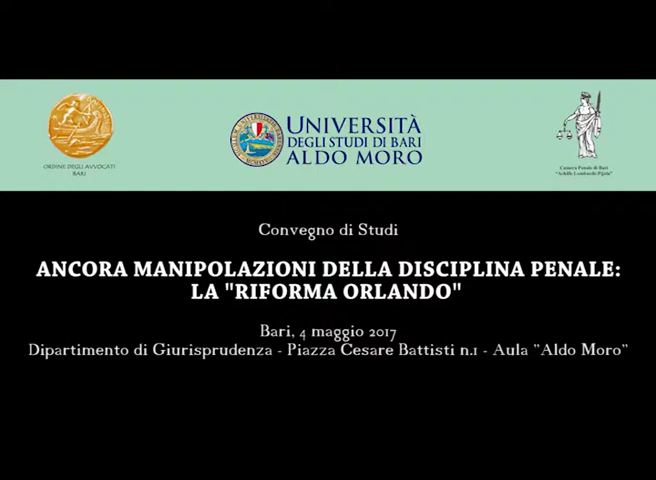 ORDINE DEGLI AVVOCATI
BARI
UNIVERSITÀ
DEGLI STUDI DI BARI
ALDO MORO
Camera Penale di Bari
"Achille Lombardo Pijola"
Convegno di Studi
ANCORA MANIPOLAZIONI DELLA DISCIPLINA PENALE:
LA "RIFORMA ORLANDO"
Bari, 4 maggio 2017
Dipartimento di Giurisprudenza - Piazza Cesare Battisti n.1 - Aula "Aldo Moro"